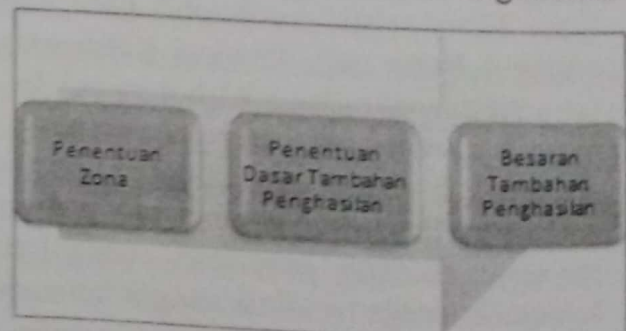 Penentuan
Zona
Penentuan
Dasar Tambahan
Penghasilan
Besaran
Tambahan
Penghasilan